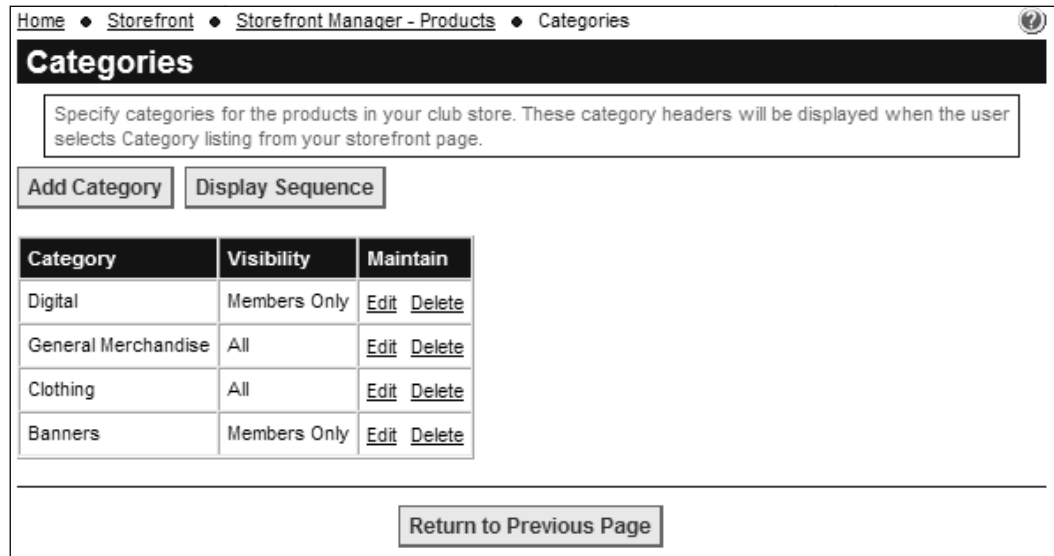 Home ● Storefront ● Storefront Manager - Products ● Categories ?
Categories
Specify categories for the products in your club store. These category headers will be displayed when the user
selects Category listing from your storefront page.
Add Category Display Sequence
Category Visibility Maintain
Digital Members Only Edit Delete
General Merchandise All Edit Delete
Clothing All Edit Delete
Banners Members Only Edit Delete
Return to Previous Page